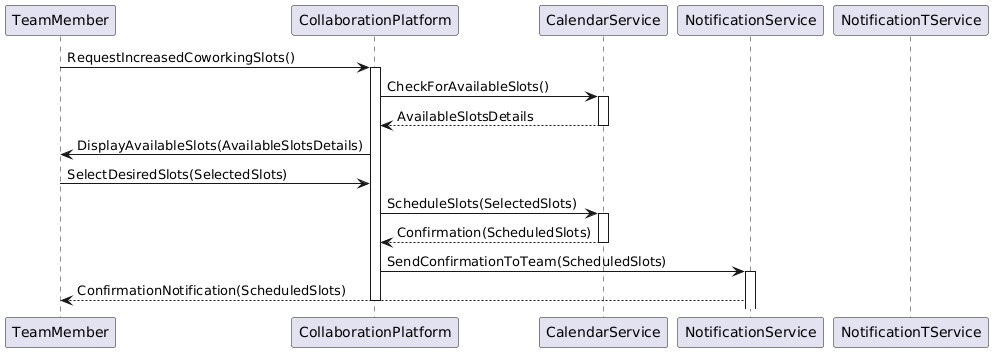 TeamMember CollaborationPlatform CalendarService NotificationService NotificationTService
RequestIncreasedCoworkingSlots()
CheckForAvailableSlots()
AvailableSlotsDetails
DisplayAvailableSlots(AvailableSlotsDetails)
SelectDesiredSlots(SelectedSlots)
ScheduleSlots(SelectedSlots)
Confirmation(ScheduledSlots)
SendConfirmationToTeam(ScheduledSlots)
ConfirmationNotification(ScheduledSlots)
TeamMember CollaborationPlatform CalendarService NotificationService NotificationTService